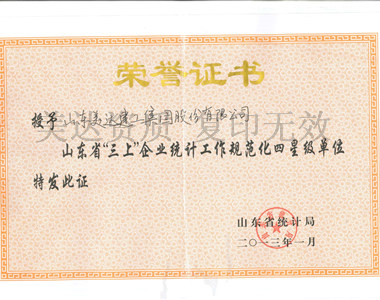 荣誉证书
授予山东美达建工集团股份有限公司
美达资质 复印无效
山东省“三上”企业统计工作规范化四星级单位
特发此证
山东省统计局
二〇一三年一月